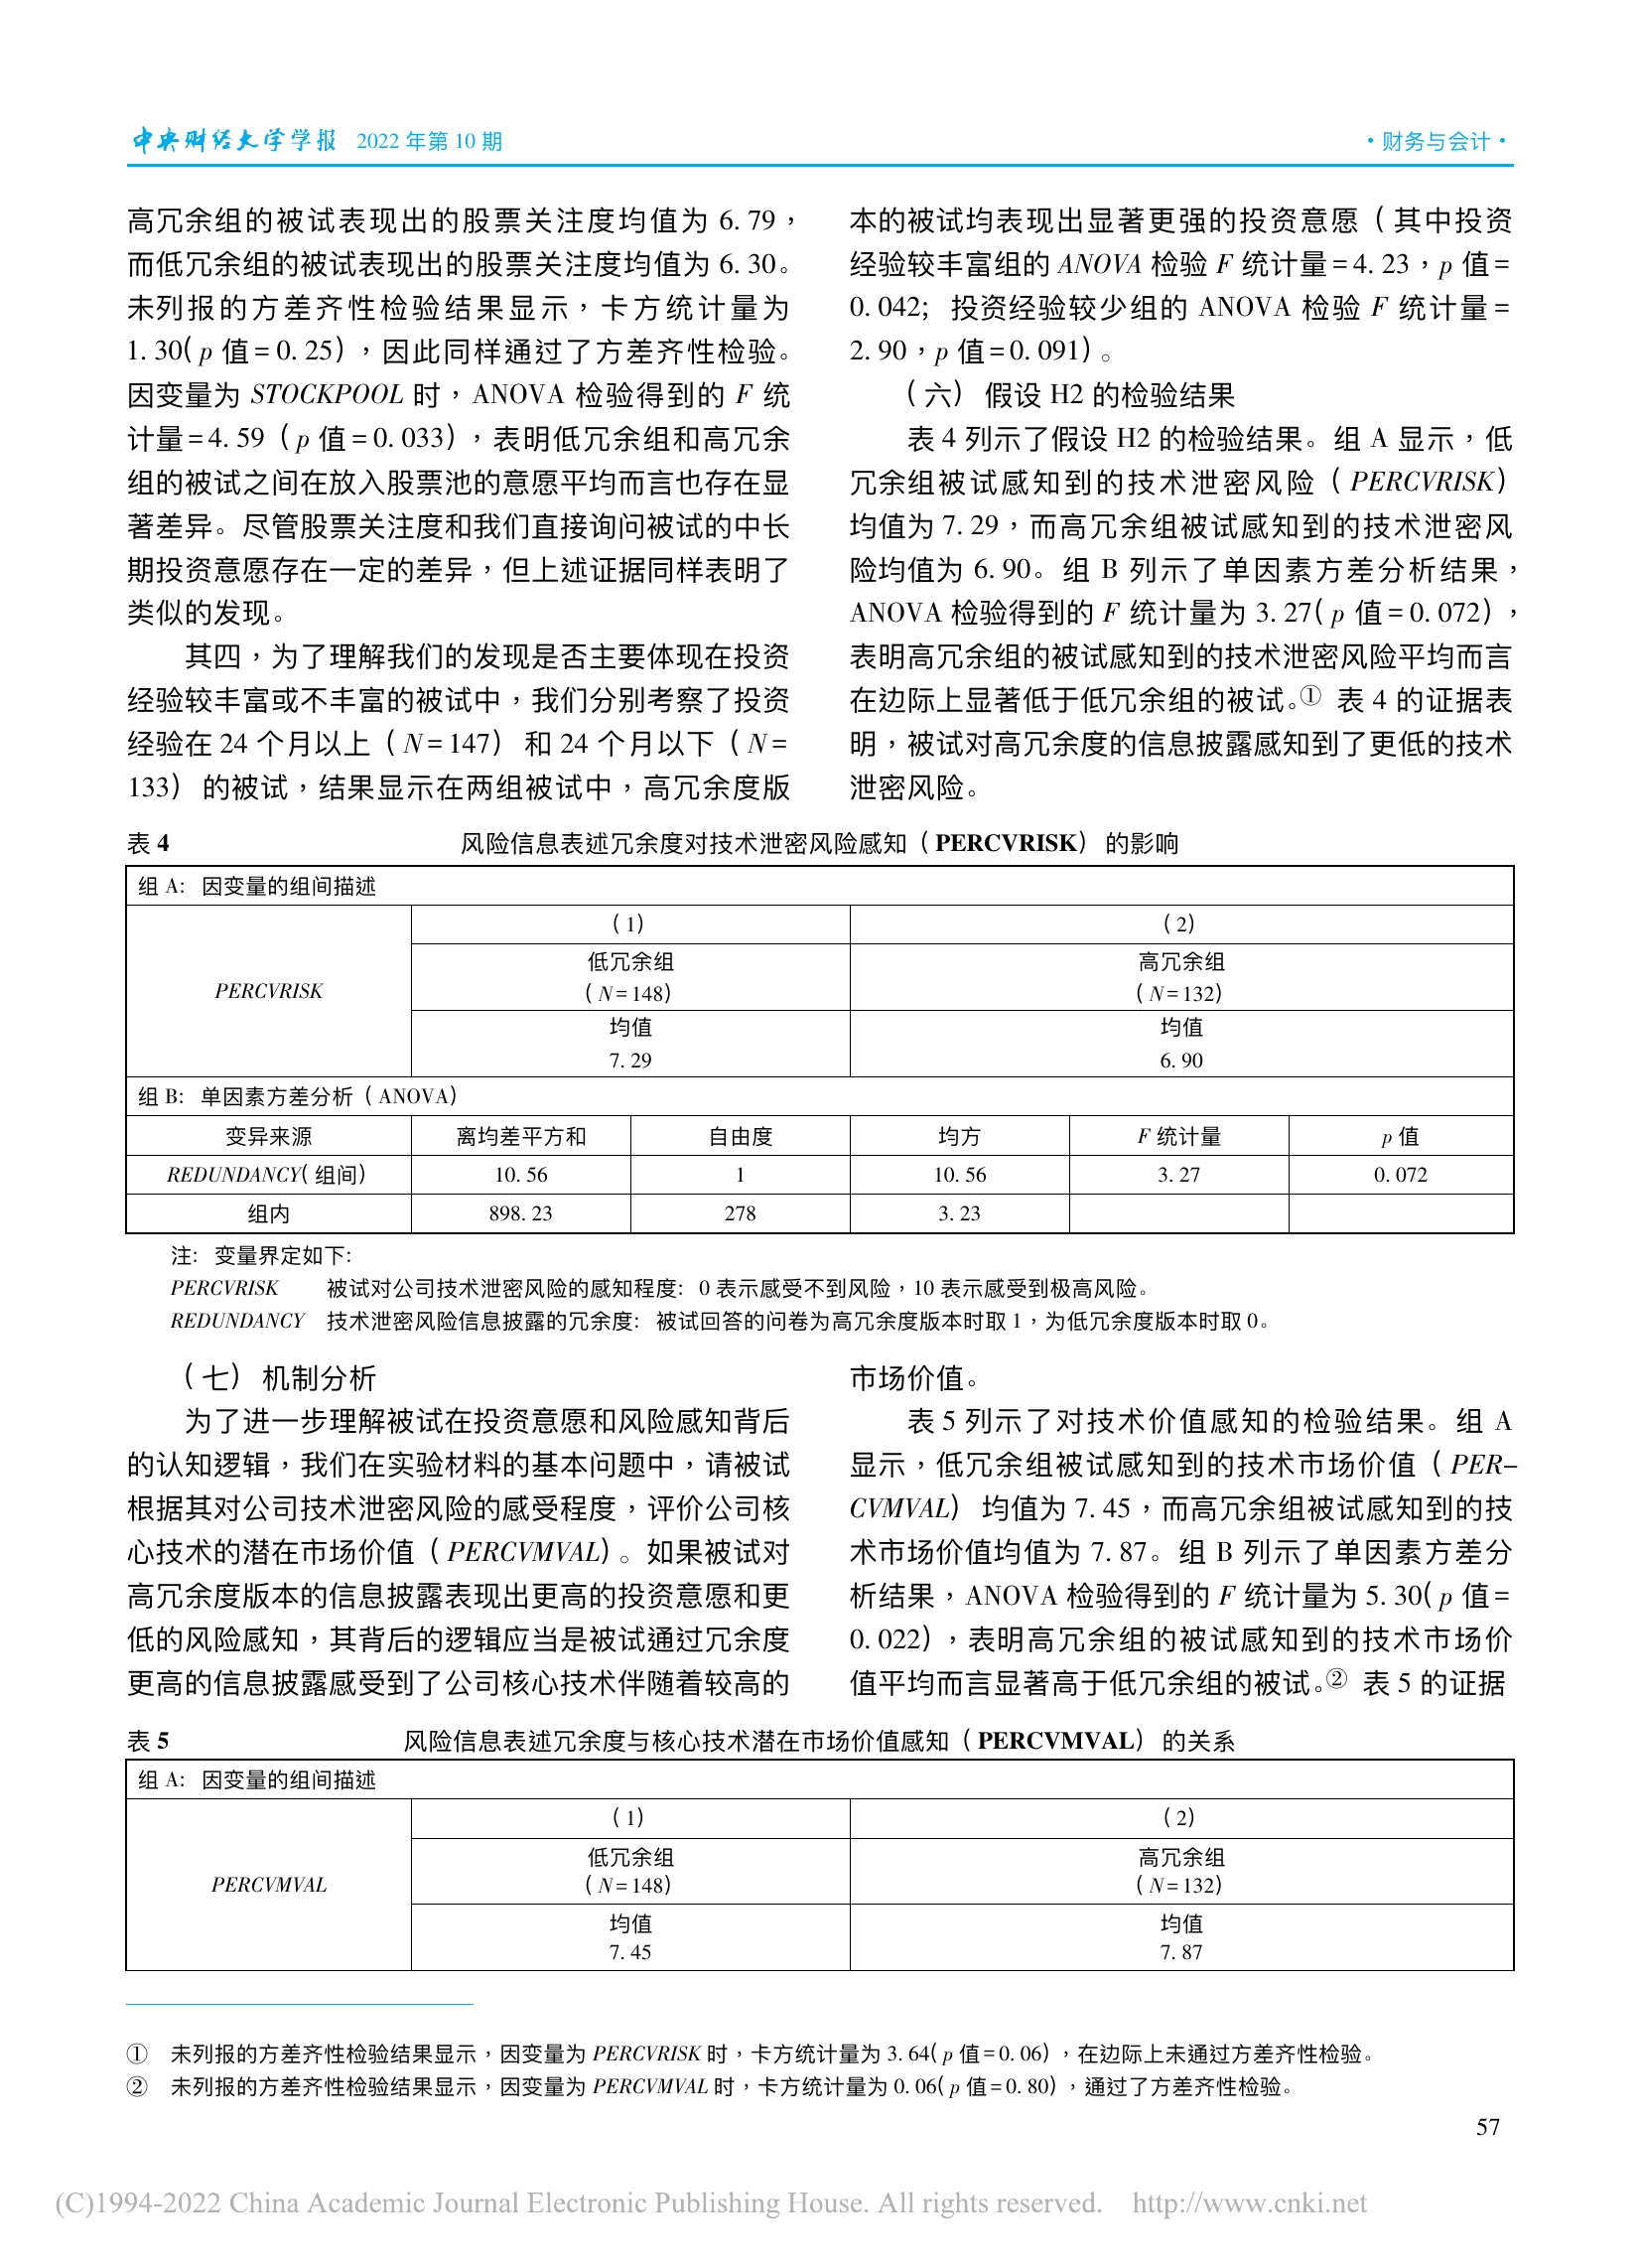 中央财经大学学报 2022 年第 10 期
·财务与会计·
高冗余组的被试表现出的股票关注度均值为 6.79，
而低冗余组的被试表现出的股票关注度均值为 6.30。
未列报的方差齐性检验结果显示，卡方统计量为
1.30(p 值=0.25)，因此同样通过了方差齐性检验。
因变量为 STOCKPOOL 时，ANOVA 检验得到的 F 统
计量=4.59（p 值=0.033），表明低冗余组和高冗余
组的被试之间在放入股票池的意愿平均而言也存在显
著差异。尽管股票关注度和我们直接询问被试的中长
期投资意愿存在一定的差异，但上述证据同样表明了
类似的发现。
其四，为了理解我们的发现是否主要体现在投资
经验较丰富或不丰富的被试中，我们分别考察了投资
经验在 24 个月以上（N=147）和 24 个月以下（N=
133）的被试，结果显示在两组被试中，高冗余度版
本的被试均表现出显著更强的投资意愿（其中投资
经验较丰富组的 ANOVA 检验 F 统计量=4.23，p 值=
0.042；投资经验较少组的 ANOVA 检验 F 统计量=
2.90，p 值=0.091）。
（六）假设 H2 的检验结果
表 4 列示了假设 H2 的检验结果。组 A 显示，低
冗余组被试感知到的技术泄密风险（PERCVRISK）
均值为 7.29，而高冗余组被试感知到的技术泄密风
险均值为 6.90。组 B 列示了单因素方差分析结果，
ANOVA 检验得到的 F 统计量为 3.27(p 值=0.072)，
表明高冗余组的被试感知到的技术泄密风险平均而言
在边际上显著低于低冗余组的被试。① 表 4 的证据表
明，被试对高冗余度的信息披露感知到了更低的技术
泄密风险。
表 4 风险信息表述冗余度对技术泄密风险感知（PERCVRISK）的影响
组 A：因变量的组间描述
（1） （2）
低冗余组 高冗余组
PERCVRISK （N=148） （N=132）
均值 均值
7.29 6.90
组 B：单因素方差分析（ANOVA）
变异来源 离均差平方和 自由度 均方 F 统计量 p 值
REDUNDANCY(组间) 10.56 1 10.56 3.27 0.072
组内 898.23 278 3.23
注：变量界定如下：
PERCVRISK 被试对公司技术泄密风险的感知程度：0 表示感受不到风险，10 表示感受到极高风险。
REDUNDANCY 技术泄密风险信息披露的冗余度：被试回答的问卷为高冗余度版本时取 1，为低冗余度版本时取 0。
（七）机制分析
为了进一步理解被试在投资意愿和风险感知背后
的认知逻辑，我们在实验材料的基本问题中，请被试
根据其对公司技术泄密风险的感受程度，评价公司核
心技术的潜在市场价值（PERCVMVAL）。如果被试对
高冗余度版本的信息披露表现出更高的投资意愿和更
低的风险感知，其背后的逻辑应当是被试通过冗余度
更高的信息披露感受到了公司核心技术伴随着较高的
市场价值。
表 5 列示了对技术价值感知的检验结果。组 A
显示，低冗余组被试感知到的技术市场价值（PER-
CVMVAL）均值为 7.45，而高冗余组被试感知到的技
术市场价值均值为 7.87。组 B 列示了单因素方差分
析结果，ANOVA 检验得到的 F 统计量为 5.30(p 值=
0.022)，表明高冗余组的被试感知到的技术市场价
值平均而言显著高于低冗余组的被试。② 表 5 的证据
表 5 风险信息表述冗余度与核心技术潜在市场价值感知（PERCVMVAL）的关系
组 A：因变量的组间描述
（1） （2）
低冗余组 高冗余组
PERCVMVAL （N=148） （N=132）
均值 均值
7.45 7.87
① 未列报的方差齐性检验结果显示，因变量为 PERCVRISK 时，卡方统计量为 3.64(p 值=0.06)，在边际上未通过方差齐性检验。
② 未列报的方差齐性检验结果显示，因变量为 PERCVMVAL 时，卡方统计量为 0.06(p 值=0.80)，通过了方差齐性检验。
57
(C)1994-2022 China Academic Journal Electronic Publishing House. All rights reserved. http://www.cnki.net